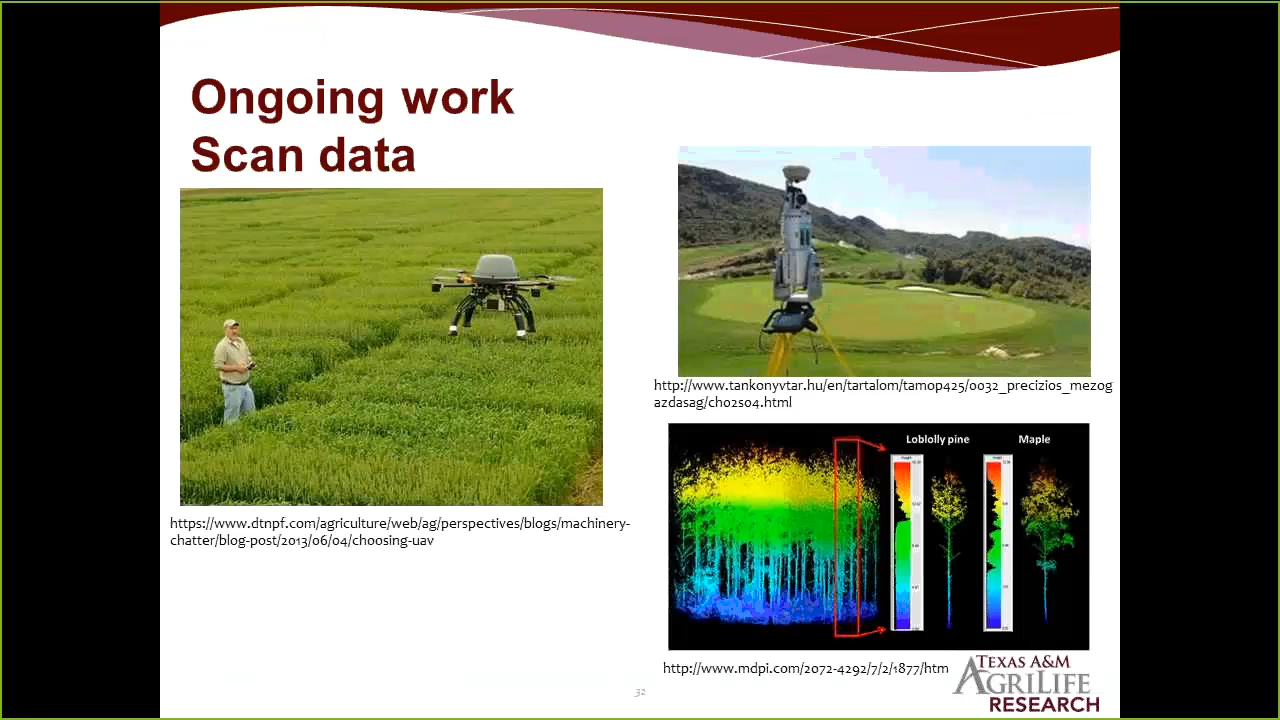 Ongoing work
Scan data
https://www.dtnpf.com/agriculture/web/ag/perspectives/blogs/machinery-
chatter/blog-post/2013/06/04/choosing-uav
http://www.tankonyvtar.hu/en/tartalom/tamop425/0032_precizios_mezog
azdasag/ch02s04.html
Loblolly pine
Maple
http://www.mdpi.com/2072-4292/7/2/1877/htm
32
TEXAS A&M
AGRILIFE
RESEARCH